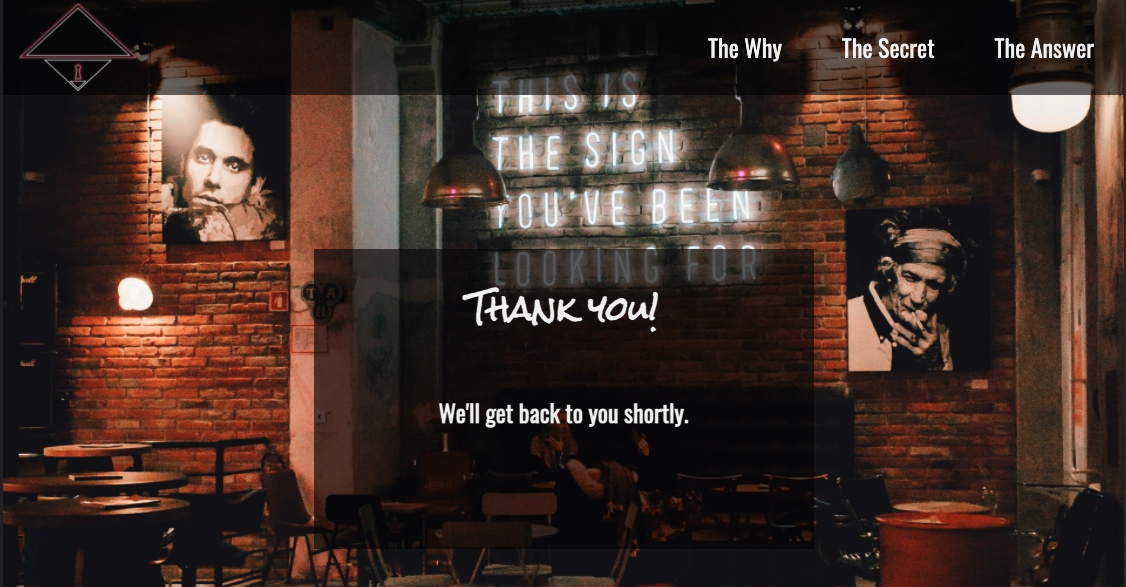 The Why
The Secret
The Answer
THIS IS
THE SIGN
YOU'VE BEEN
LOOKING FOR
THANK YOU!
We'll get back to you shortly.